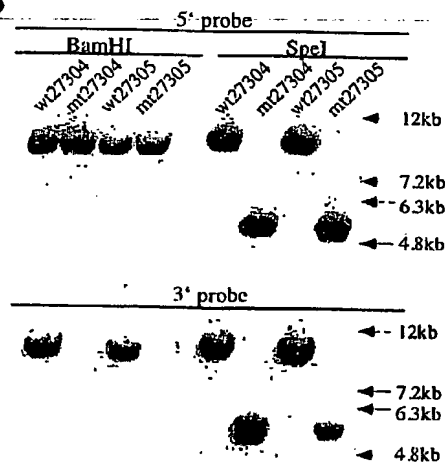 5' probe
BamHI SpeI
wt27304 mt27304 wt27305 mt27305 wt27304 mt27304 wt27305 mt27305
12kb
7.2kb
6.3kb
4.8kb
3' probe
12kb
7.2kb
6.3kb
4.8kb